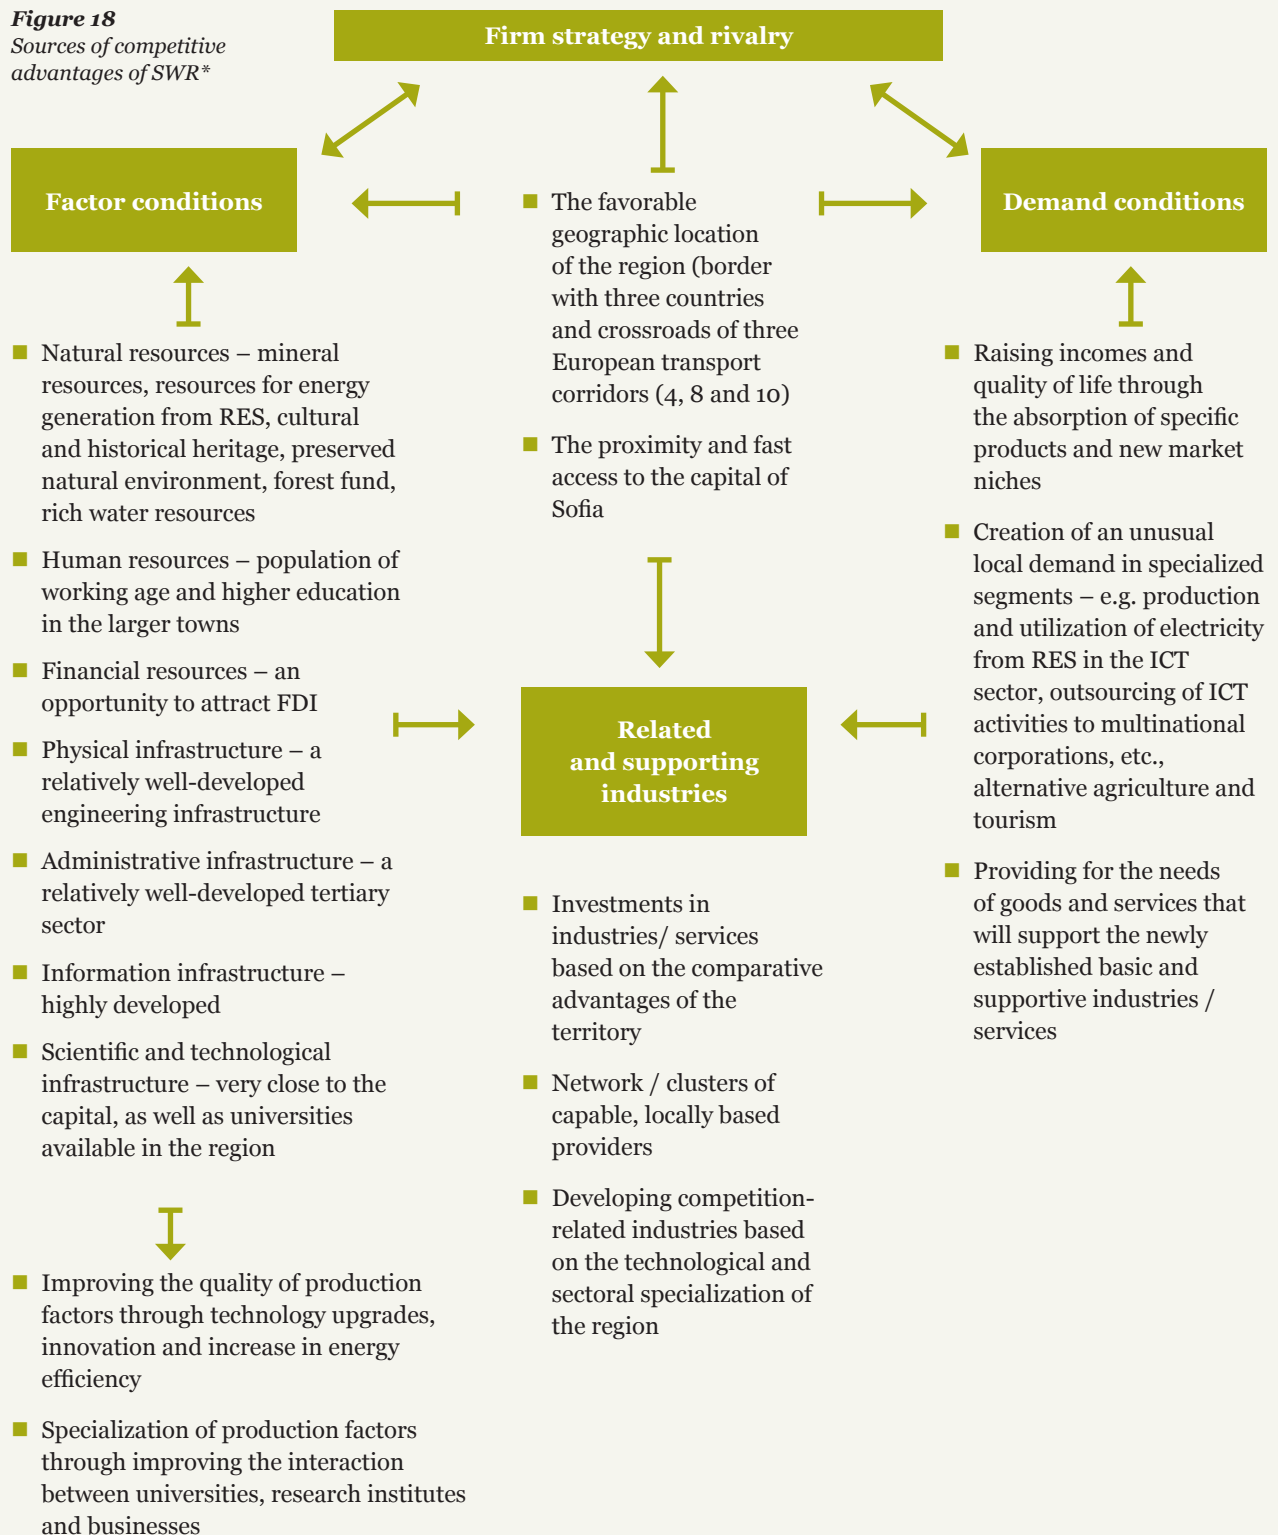 Figure 18
Sources of competitive
advantages of SWR*
Firm strategy and rivalry
Factor conditions
Demand conditions
■ The favorable
geographic location
of the region (border
with three countries
and crossroads of three
European transport
corridors (4, 8 and 10)
■ The proximity and fast
access to the capital of
Sofia
■ Natural resources – mineral
resources, resources for energy
generation from RES, cultural
and historical heritage, preserved
natural environment, forest fund,
rich water resources
■ Human resources – population of
working age and higher education
in the larger towns
■ Financial resources – an
opportunity to attract FDI
■ Physical infrastructure – a
relatively well-developed
engineering infrastructure
■ Administrative infrastructure – a
relatively well-developed tertiary
sector
■ Information infrastructure –
highly developed
■ Scientific and technological
infrastructure – very close to the
capital, as well as universities
available in the region
■ Improving the quality of production
factors through technology upgrades,
innovation and increase in energy
efficiency
■ Specialization of production factors
through improving the interaction
between universities, research institutes
and businesses
Related
and supporting
industries
■ Investments in
industries/ services
based on the comparative
advantages of the
territory
■ Network / clusters of
capable, locally based
providers
■ Developing competition-
related industries based
on the technological and
sectoral specialization of
the region
■ Raising incomes and
quality of life through
the absorption of specific
products and new market
niches
■ Creation of an unusual
local demand in specialized
segments – e.g. production
and utilization of electricity
from RES in the ICT
sector, outsourcing of ICT
activities to multinational
corporations, etc.,
alternative agriculture and
tourism
■ Providing for the needs
of goods and services that
will support the newly
established basic and
supportive industries /
services